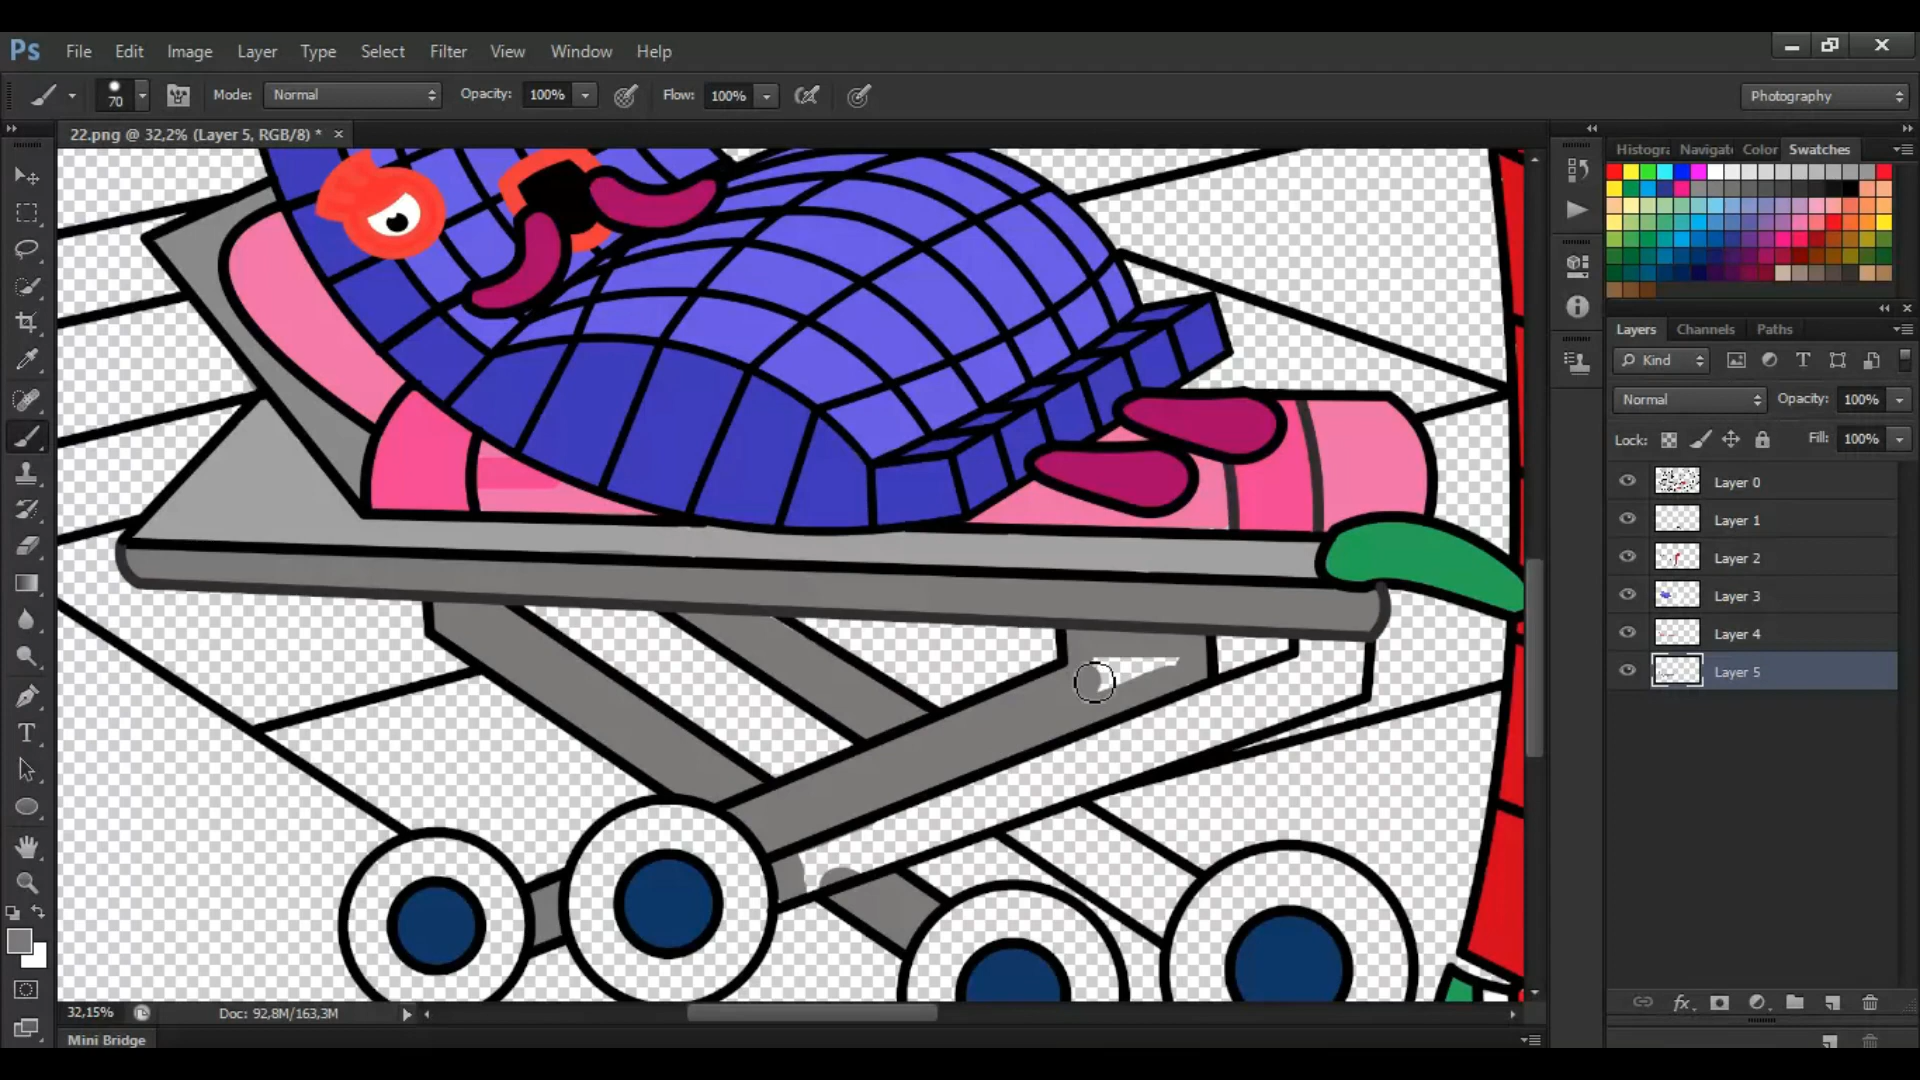 Ps File Edit Image Layer Type Select Filter View Window Help
70 Mode: Normal Opacity: 100% Flow: 100% Photography
22.png @ 32,2% (Layer 5, RGB/8) * ×
Histogra Navigat Color Swatches
Layers Channels Paths
Kind T
Normal Opacity: 100%
Lock: Fill: 100%
Layer 0
Layer 1
Layer 2
Layer 3
Layer 4
Layer 5
T
fx
32,15% Doc: 92,8M/163,3M
Mini Bridge